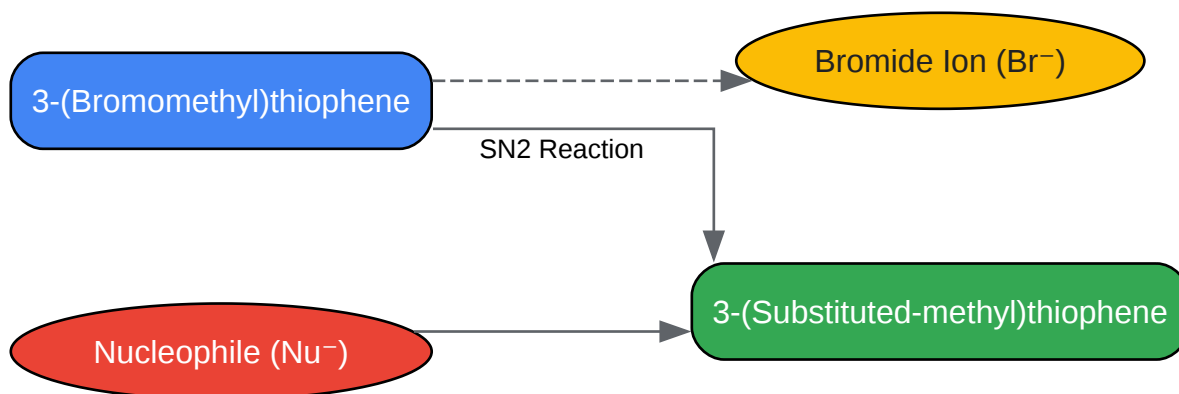 Bromide Ion (Br⁻)
3-(Bromomethyl)thiophene
SN2 Reaction
3-(Substituted-methyl)thiophene
Nucleophile (Nu⁻)